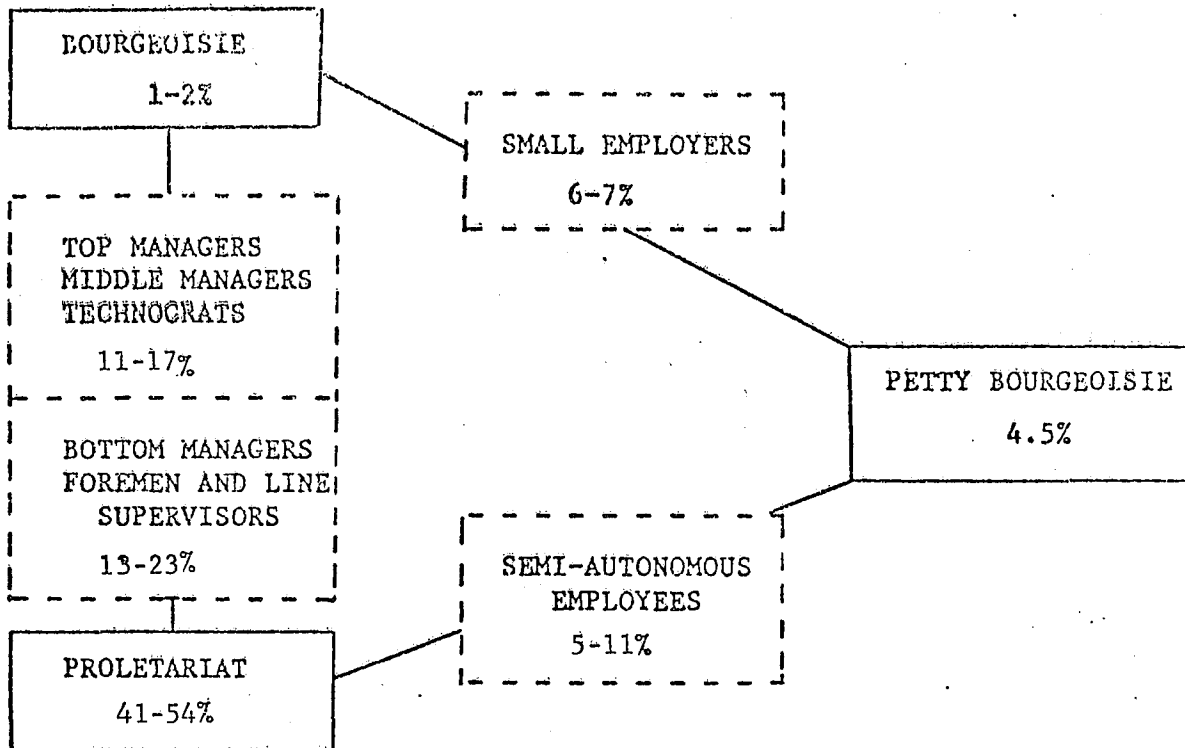 BOURGEOISIE
1-2%
SMALL EMPLOYERS
6-7%
TOP MANAGERS
MIDDLE MANAGERS
TECHNOCRATS
11-17%
PETTY BOURGEOISIE
4.5%
BOTTOM MANAGERS
FOREMEN AND LINE
SUPERVISORS
13-23%
SEMI-AUTONOMOUS
EMPLOYEES
5-11%
PROLETARIAT
41-54%